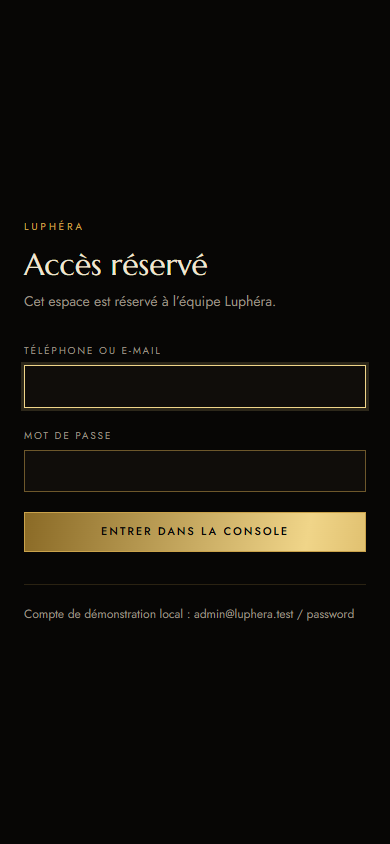 LUPHÉRA
Accès réservé
Cet espace est réservé à l'équipe Luphéra.
TÉLÉPHONE OU E-MAIL
MOT DE PASSE
ENTRER DANS LA CONSOLE
Compte de démonstration local : admin@luphera.test / password